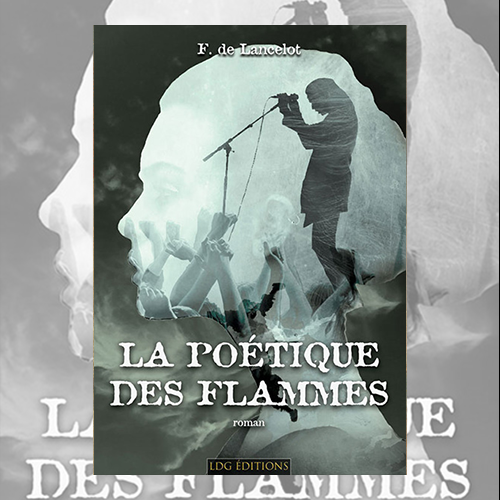 F. de Lancelot
LA POÉTIQUE
DES FLAMMES
roman
LDG ÉDITIONS